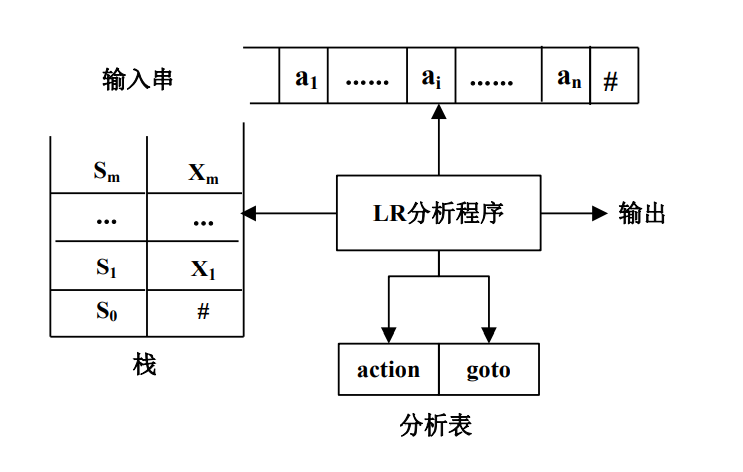 输入串 a1 …… ai …… an #
Sm Xm
... ...
S1 X1
S0 #
栈
LR分析程序
输出
action goto
分析表